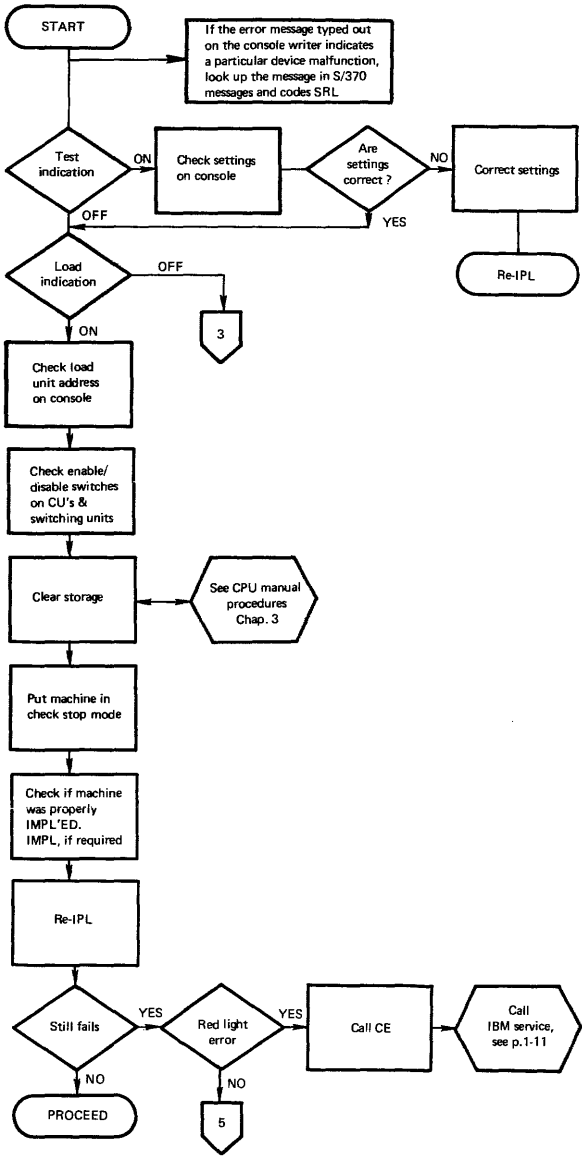 START
If the error message typed out
on the console writer indicates
a particular device malfunction,
look up the message in S/370
messages and codes SRL
Test
indication
ON
Check settings
on console
Are
settings
correct ?
NO
Correct settings
OFF
YES
Re-IPL
Load
indication
OFF
3
ON
Check load
unit address
on console
Check enable/
disable switches
on CU's &
switching units
Clear storage
See CPU manual
procedures
Chap. 3
Put machine in
check stop mode
Check if machine
was properly
IMPL'ED.
IMPL, if required
Re-IPL
Still fails
YES
Red light
error
YES
Call CE
Call
IBM service,
see p.1-11
NO
NO
PROCEED
5